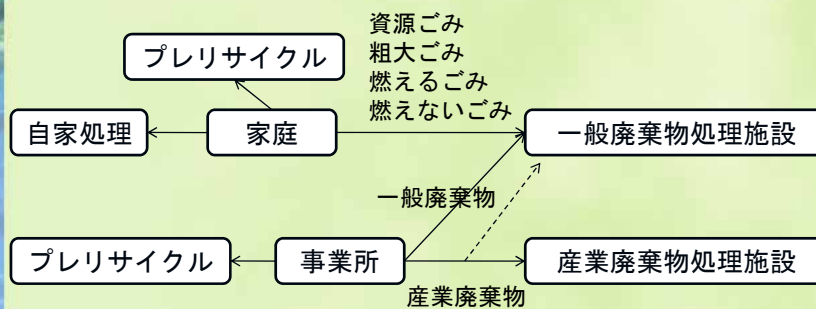 資源ごみ
プレリサイクル
粗大ごみ
燃えるごみ
燃えないごみ
自家処理
家庭
一般廃棄物処理施設
一般廃棄物
プレリサイクル
事業所
産業廃棄物処理施設
産業廃棄物